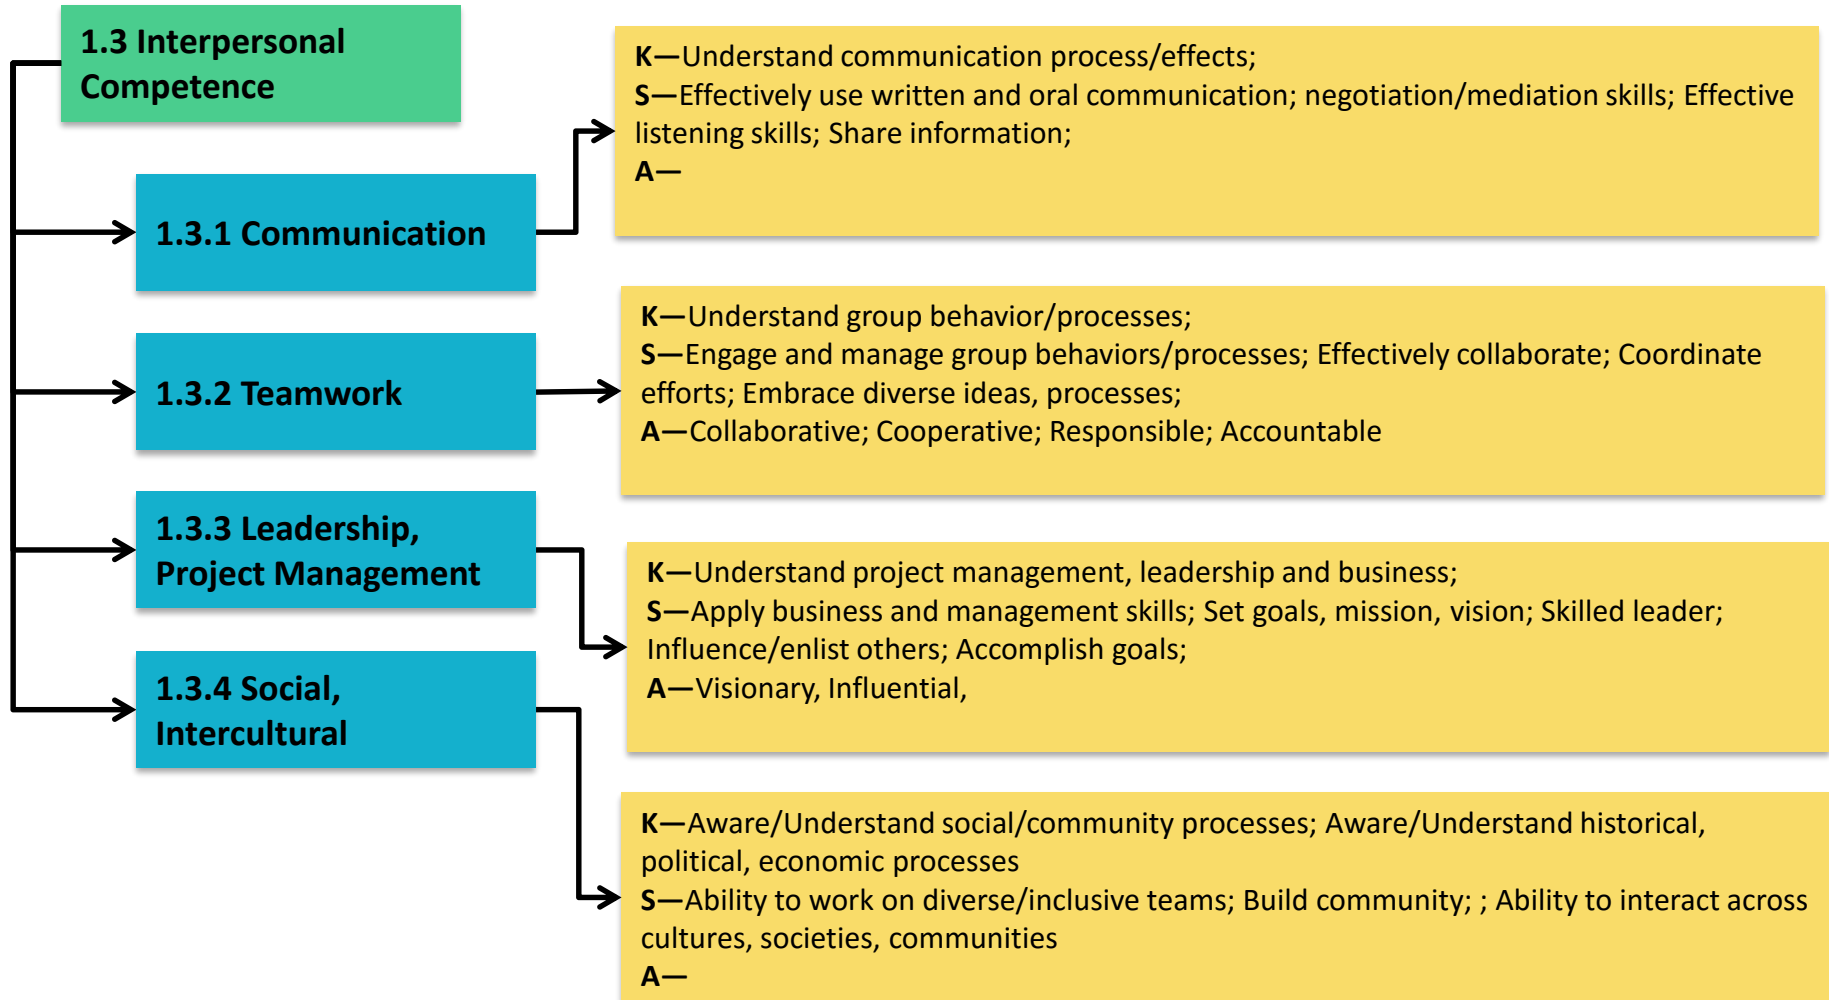 1.3 Interpersonal
Competence
K—Understand communication process/effects;
S—Effectively use written and oral communication; negotiation/mediation skills; Effective
listening skills; Share information;
A—
1.3.1 Communication
K—Understand group behavior/processes;
S—Engage and manage group behaviors/processes; Effectively collaborate; Coordinate
efforts; Embrace diverse ideas, processes;
A—Collaborative; Cooperative; Responsible; Accountable
1.3.2 Teamwork
1.3.3 Leadership,
Project Management
K—Understand project management, leadership and business;
S—Apply business and management skills; Set goals, mission, vision; Skilled leader;
Influence/enlist others; Accomplish goals;
A—Visionary, Influential,
1.3.4 Social,
Intercultural
K—Aware/Understand social/community processes; Aware/Understand historical,
political, economic processes
S—Ability to work on diverse/inclusive teams; Build community; ; Ability to interact across
cultures, societies, communities
A—